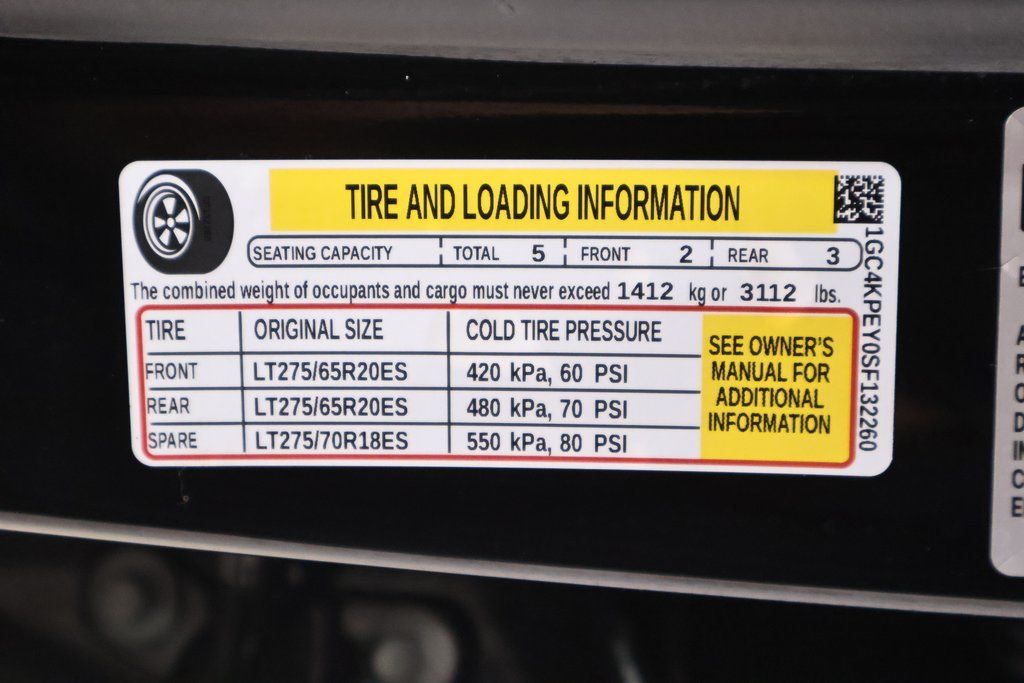 TIRE AND LOADING INFORMATION
SEATING CAPACITY TOTAL 5 FRONT 2 REAR 3
The combined weight of occupants and cargo must never exceed 1412 kg or 3112 lbs.
TIRE ORIGINAL SIZE COLD TIRE PRESSURE
FRONT LT275/65R20ES 420 kPa, 60 PSI
REAR LT275/65R20ES 480 kPa, 70 PSI
SPARE LT275/70R18ES 550 kPa, 80 PSI
SEE OWNER'S
MANUAL FOR
ADDITIONAL
INFORMATION
1GC4KPEY0SF132260